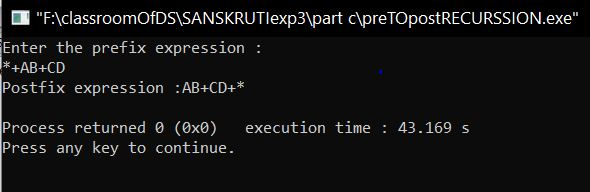 "F:\classroomOfDS\SANSKRUTIexp3\part c\preTOpostRECURSSION.exe"
Enter the prefix expression :
*+AB+CD
Postfix expression :AB+CD+*
Process returned 0 (0x0)   execution time : 43.169 s
Press any key to continue.